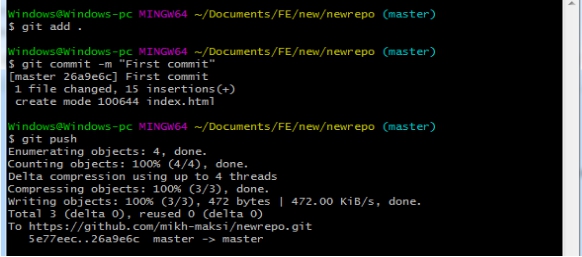 Windows@Windows-pc MINGW64 ~/Documents/FE/new/newrepo (master)
$ git add .
Windows@Windows-pc MINGW64 ~/Documents/FE/new/newrepo (master)
$ git commit -m "First commit"
[master 26a9e6c] First commit
1 file changed, 15 insertions(+)
create mode 100644 index.html
Windows@Windows-pc MINGW64 ~/Documents/FE/new/newrepo (master)
$ git push
Enumerating objects: 4, done.
Counting objects: 100% (4/4), done.
Delta compression using up to 4 threads
Compressing objects: 100% (3/3), done.
Writing objects: 100% (3/3), 472 bytes | 472.00 KiB/s, done.
Total 3 (delta 0), reused 0 (delta 0)
To https://github.com/mikh-maksi/newrepo.git
5e77eec..26a9e6c  master -> master